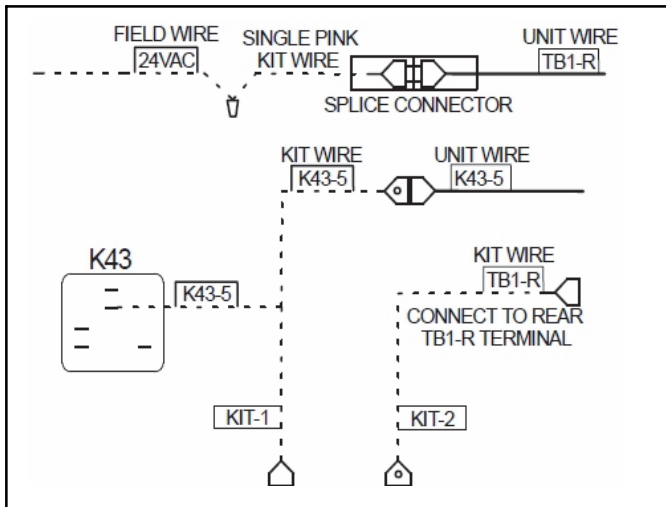 FIELD WIRE
24VAC
SINGLE PINK
KIT WIRE
UNIT WIRE
TB1-R
SPLICE CONNECTOR
KIT WIRE
K43-5
UNIT WIRE
K43-5
K43
K43-5
KIT WIRE
TB1-R
CONNECT TO REAR
TB1-R TERMINAL
KIT-1
KIT-2